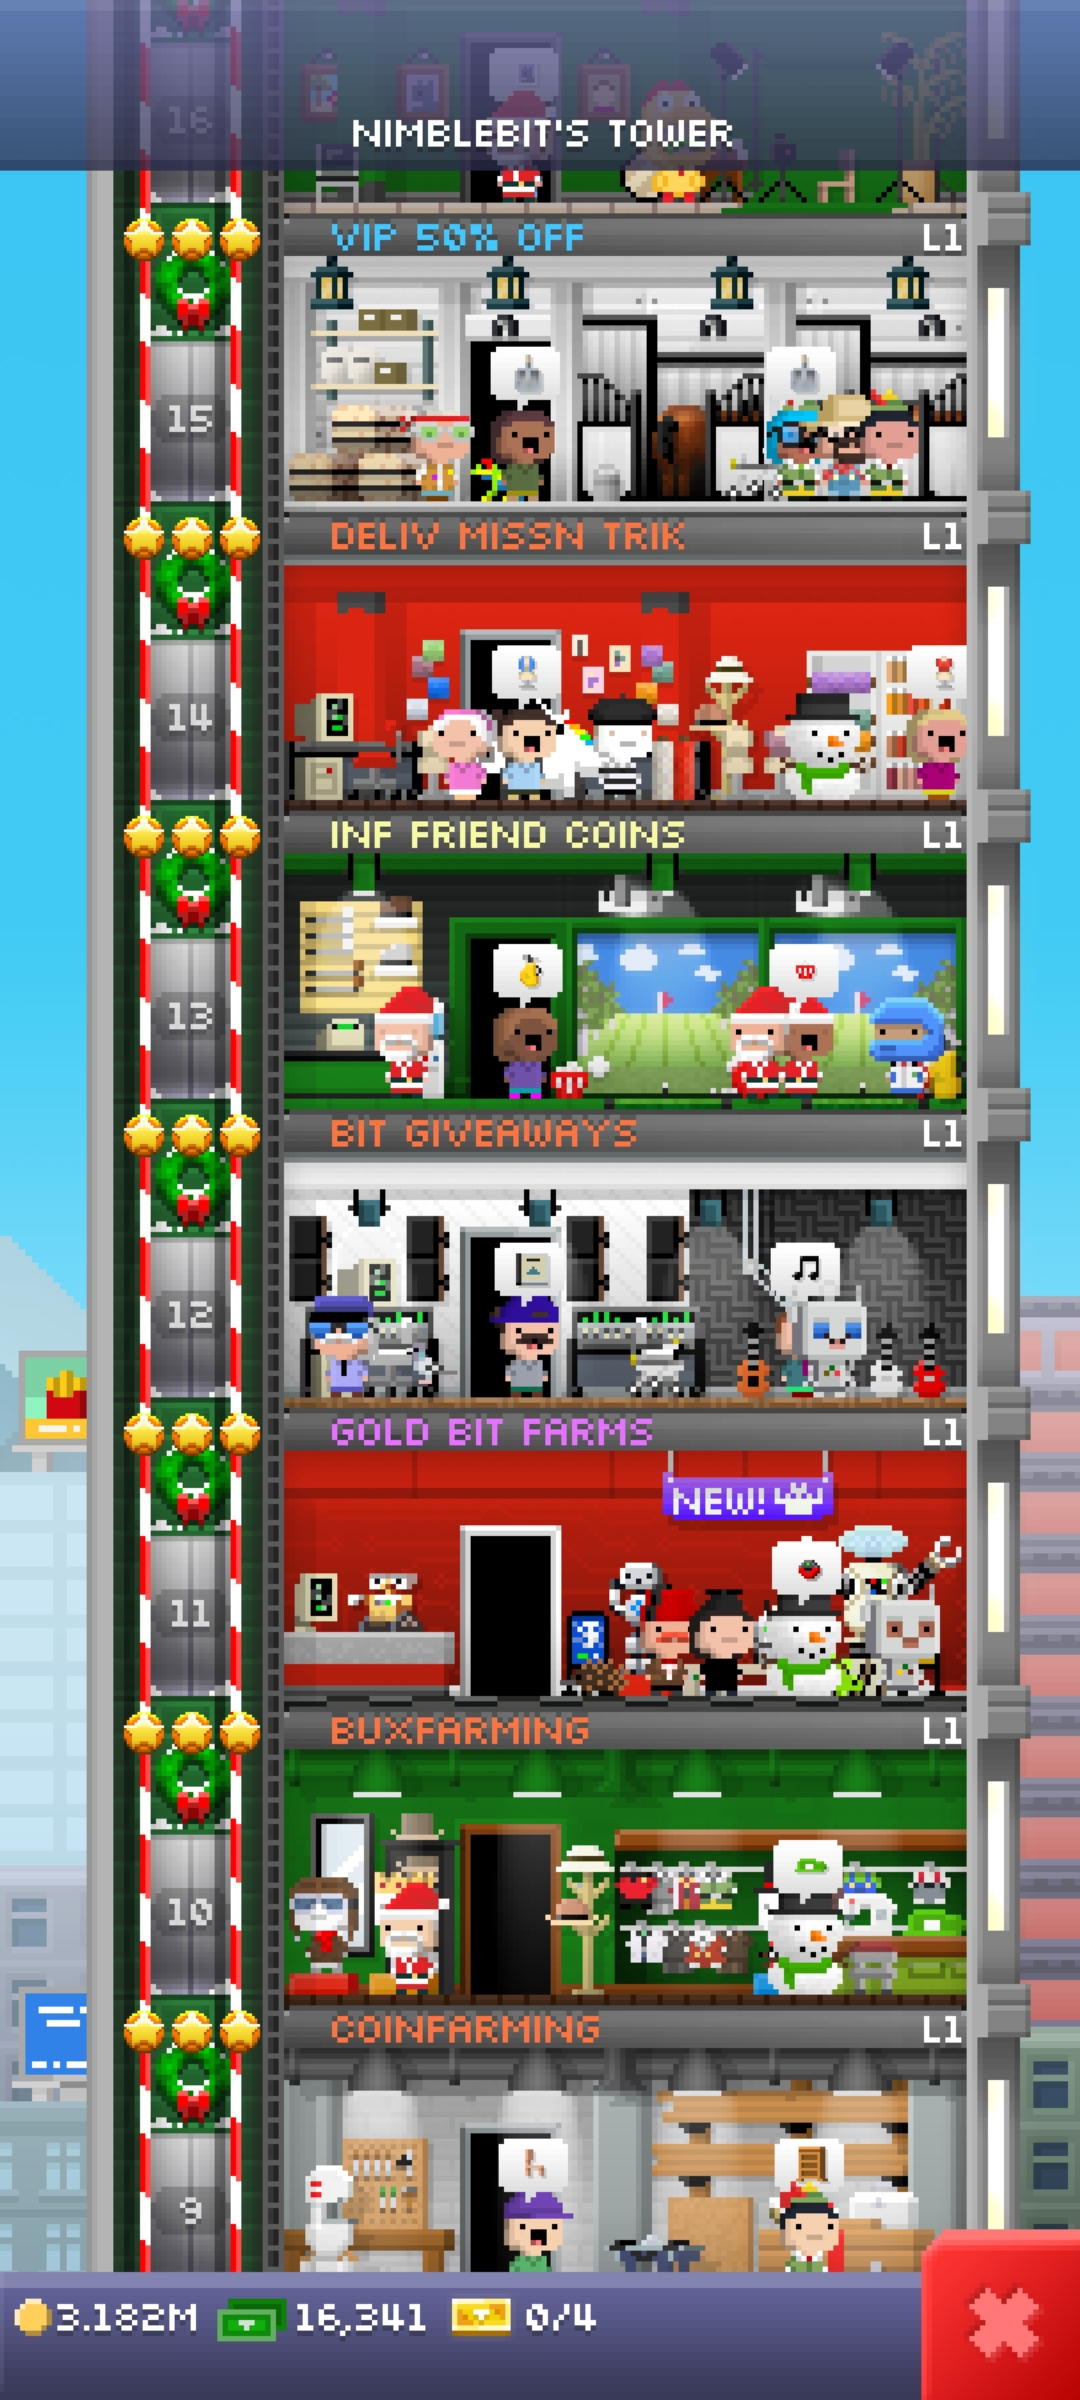 16
NIMBLEBIT'S TOWER
VIP 50% OFF L1
15
DELIV MISSN TRIK L1
14
INF FRIEND COINS L1
13
BIT GIVEAWAYS L1
12
GOLD BIT FARMS L1
NEW!
11
BUXFARMING L1
10
COINFARMING L1
9
3.182M 16,341 0/4